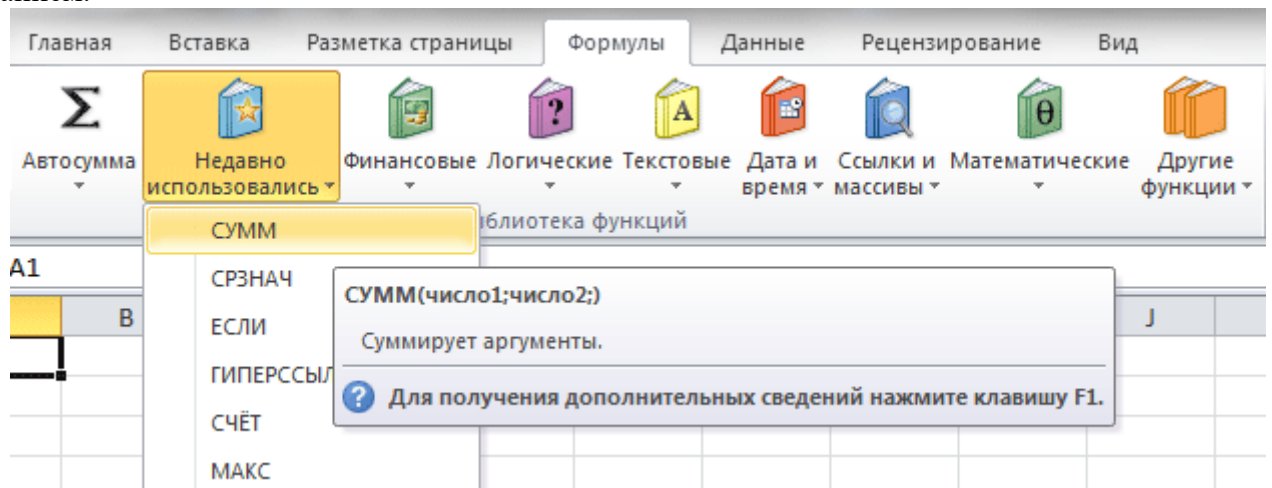 Главная Вставка Разметка страницы Формулы Данные Рецензирование Вид
Автосумма
Недавно
использовались
Финансовые
Логические
Текстовые
Дата и
время
Ссылки и
массивы
Математические
Другие
функции
СУММ
СРЗНАЧ
ЕСЛИ
СЧЁТ
МАКС
функций
A1
B
J
СУММ(число1;число2;)
Суммирует аргументы.
Для получения дополнительных сведений нажмите клавишу F1.